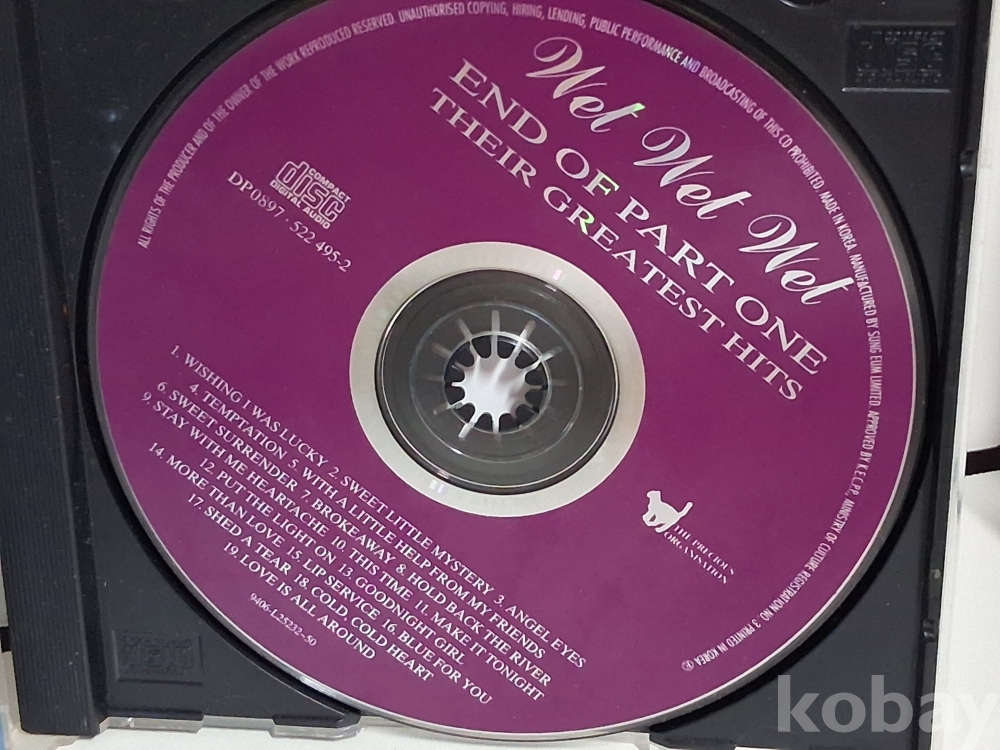 ALL RIGHTS OF THE PRODUCER AND OF THE OWNER OF THE WORK REPRODUCED RESERVED. UNAUTHORISED COPYING, HIRING, LENDING, PUBLIC PERFORMANCE AND BROADCASTING OF THIS CD PROHIBITED. MADE IN KOREA. MANUFACTURED BY SUNG EUM LIMITED. APPROVED BY K.E.C.P.P., MINISTRY OF CULTURE REGISTRATION NO. 3 PRINTED IN KOREA
Wet Wet Wet
END OF PART ONE
THEIR GREATEST HITS
COMPACT
disc
DIGITAL AUDIO
DP0897 · 522 495-2
1. WISHING I WAS LUCKY 2. SWEET LITTLE MYSTERY 3. ANGEL EYES
4. TEMPTATION 5. WITH A LITTLE HELP FROM MY FRIENDS
6. SWEET SURRENDER 7. BROKEAWAY 8. HOLD BACK THE RIVER
9. STAY WITH ME HEARTACHE 10. THIS TIME 11. MAKE IT TONIGHT
12. PUT THE LIGHT ON 13. GOODNIGHT GIRL
14. MORE THAN LOVE 15. LIP SERVICE 16. BLUE FOR YOU
17. SHED A TEAR 18. COLD, COLD HEART
19. LOVE IS ALL AROUND
9406-L25232-50
THE PRECIOUS
ORGANISATION
disc
kobay